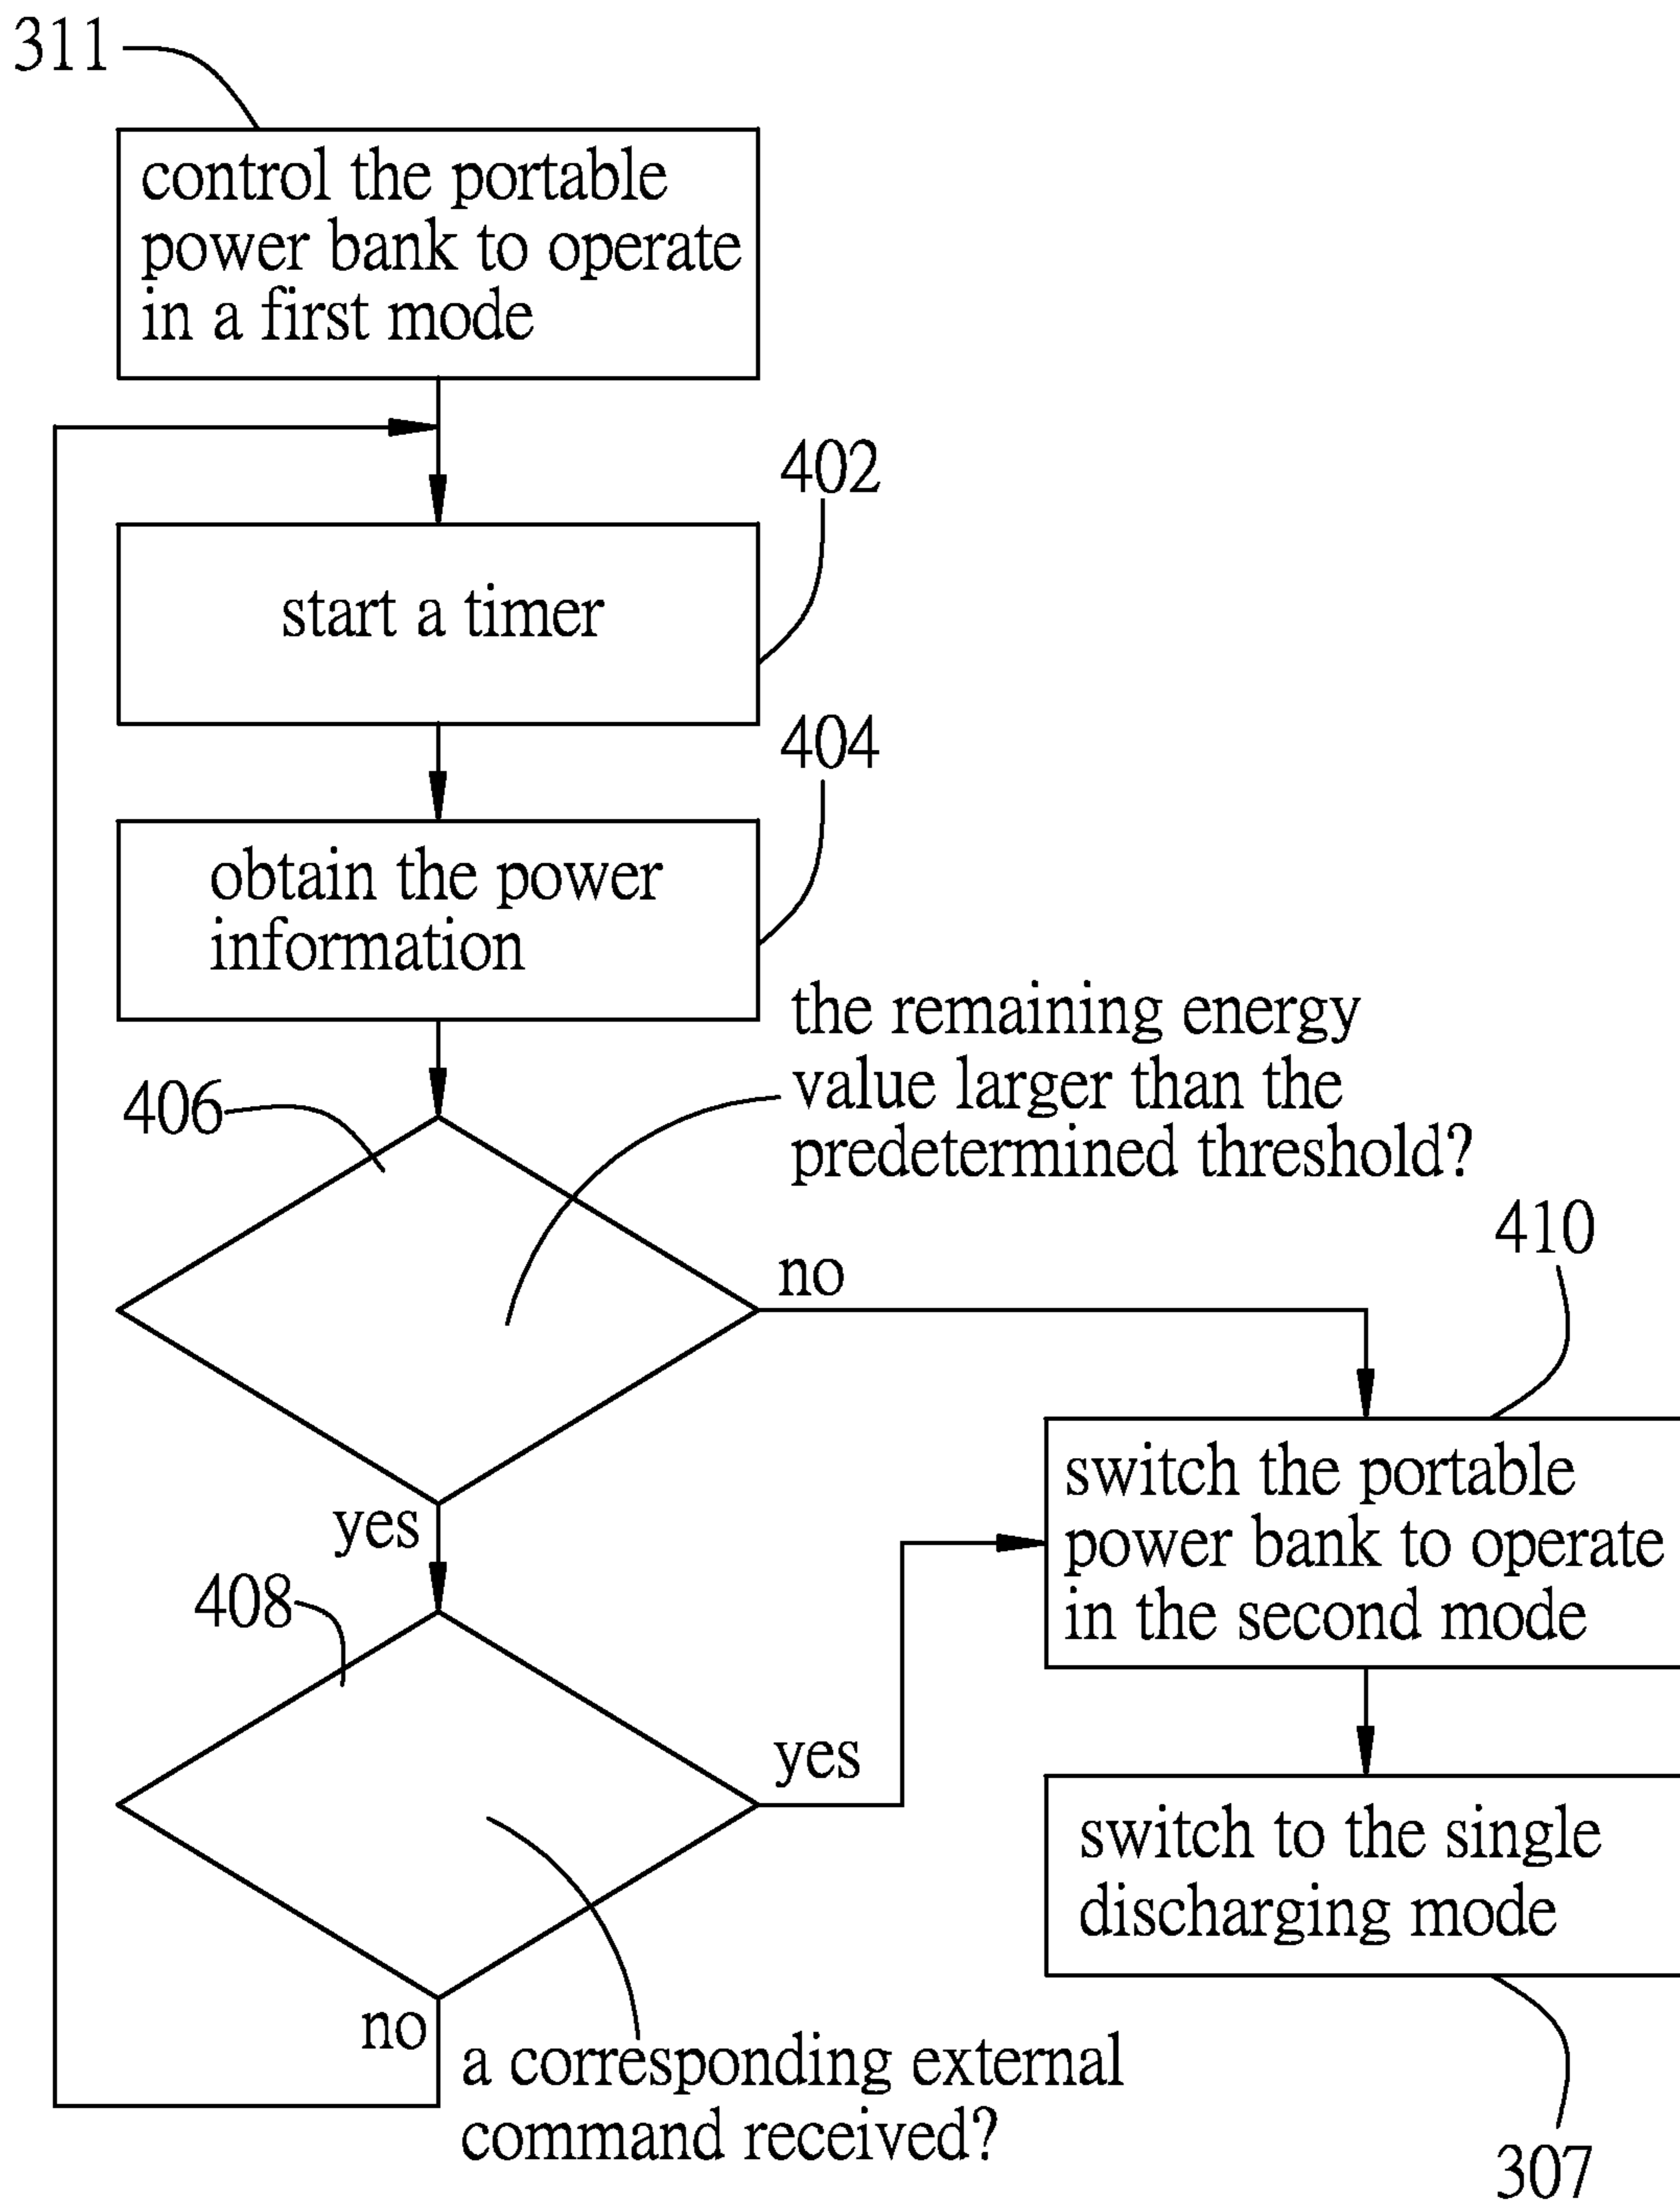 311
control the portable
power bank to operate
in a first mode
402
start a timer
404
obtain the power
information
the remaining energy
value larger than the
predetermined threshold?
406
no
410
yes
switch the portable
power bank to operate
in the second mode
408
yes
switch to the single
discharging mode
no
a corresponding external
command received?
307